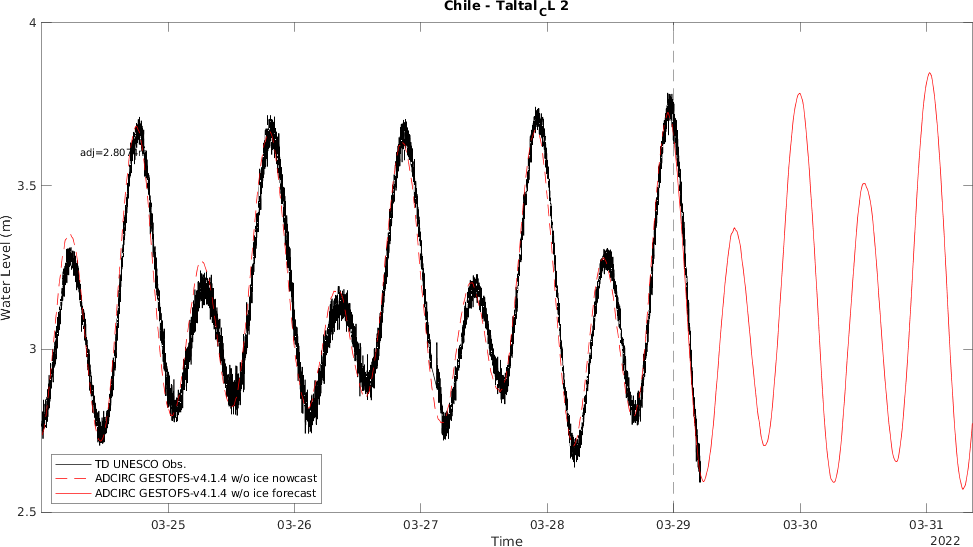 Chile - Taltal_CL 2
4
adj=2.807
3.5
Water Level (m)
3
TD UNESCO Obs.
ADCIRC GESTOFS-v4.1.4 w/o ice nowcast
ADCIRC GESTOFS-v4.1.4 w/o ice forecast
2.5
03-25 03-26 03-27 03-28 03-29 03-30 03-31
Time
2022